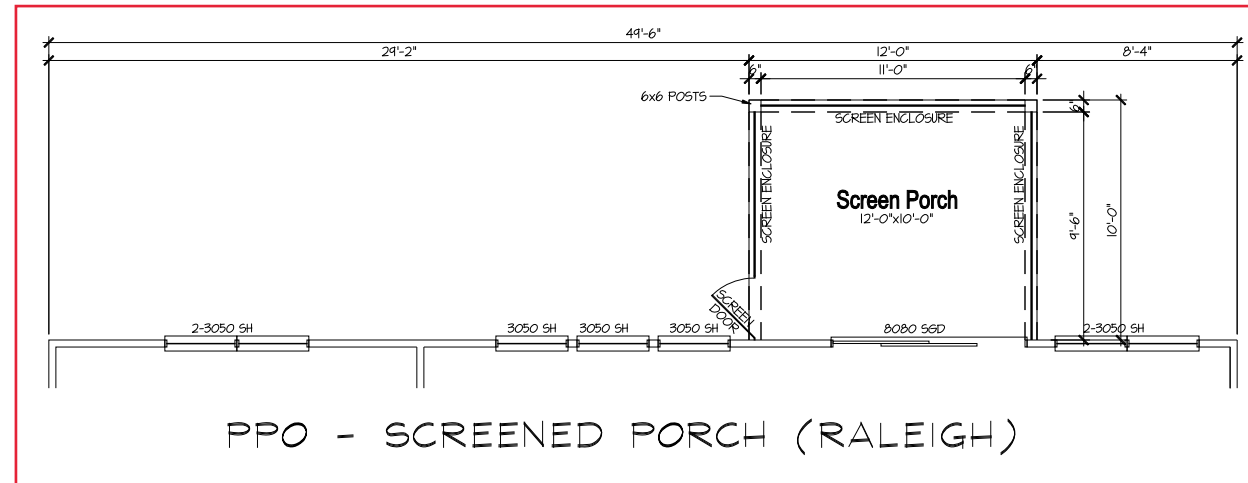 49'-6"
29'-2"
12'-0"
8'-4"
6"
11'-0"
6"
6x6 POSTS
SCREEN ENCLOSURE
6"
SCREEN ENCLOSURE
SCREEN ENCLOSURE
Screen Porch
12'-0"x10'-0"
9'-6"
10'-0"
SCREEN
DOOR
2-3050 SH
3050 SH
3050 SH
3050 SH
8080 SGD
2-3050 SH
PPO - SCREENED PORCH (RALEIGH)